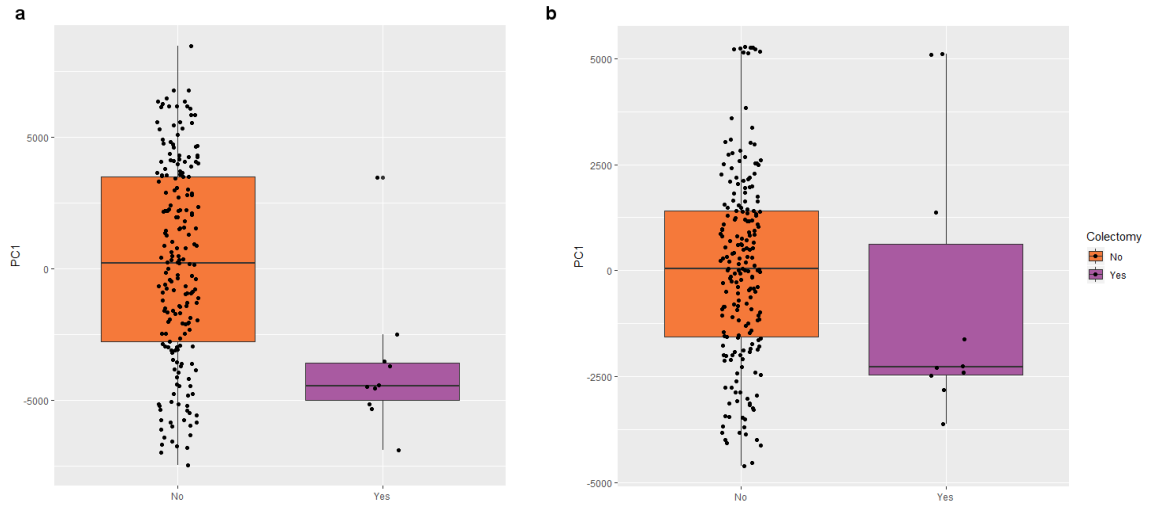 a
PC1
5000
0
-5000
No
Yes
b
PC1
5000
2500
0
-2500
-5000
No
Yes
Colectomy
No
Yes